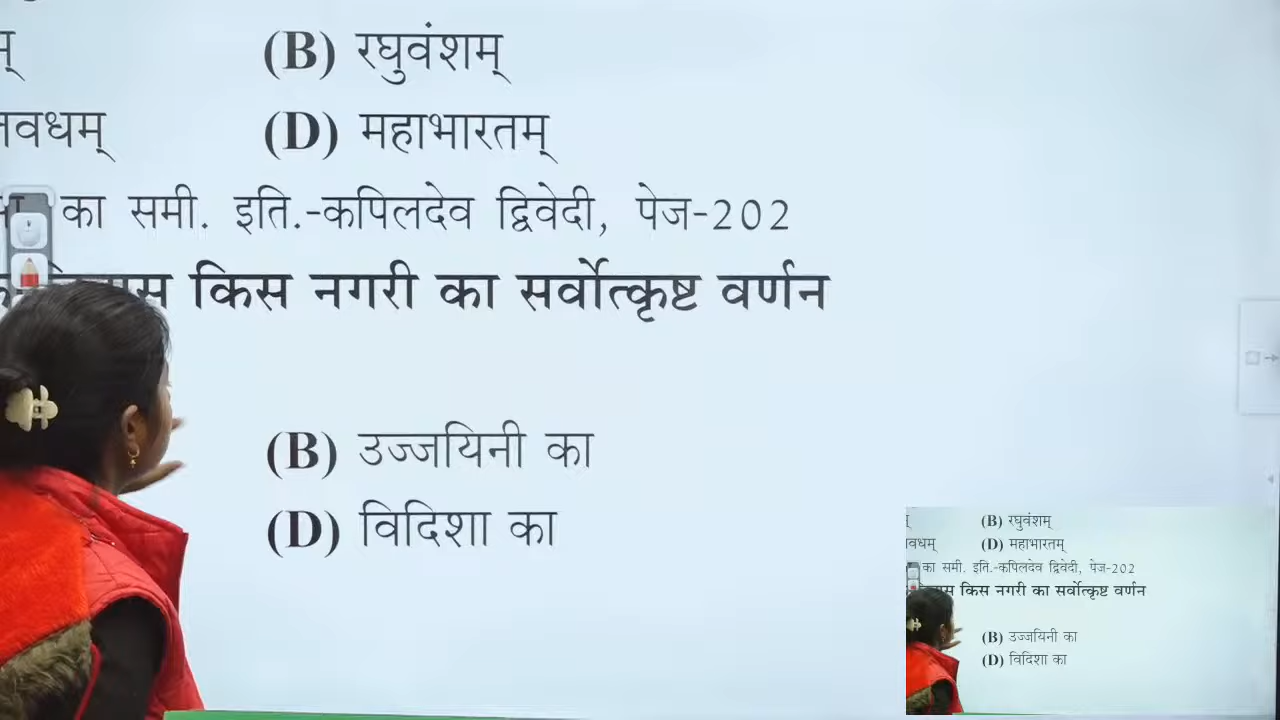 (B) रघुवंशम्
वधम् (D) महाभारतम्
का समी. इति.-कपिलदेव द्विवेदी, पेज-202
किस नगरी का सर्वोत्कृष्ट वर्णन
(B) उज्जयिनी का
(D) विदिशा का
(B) रघुवंशम्
वधम् (D) महाभारतम्
का समी. इति.-कपिलदेव द्विवेदी, पेज-202
किस नगरी का सर्वोत्कृष्ट वर्णन
(B) उज्जयिनी का
(D) विदिशा का